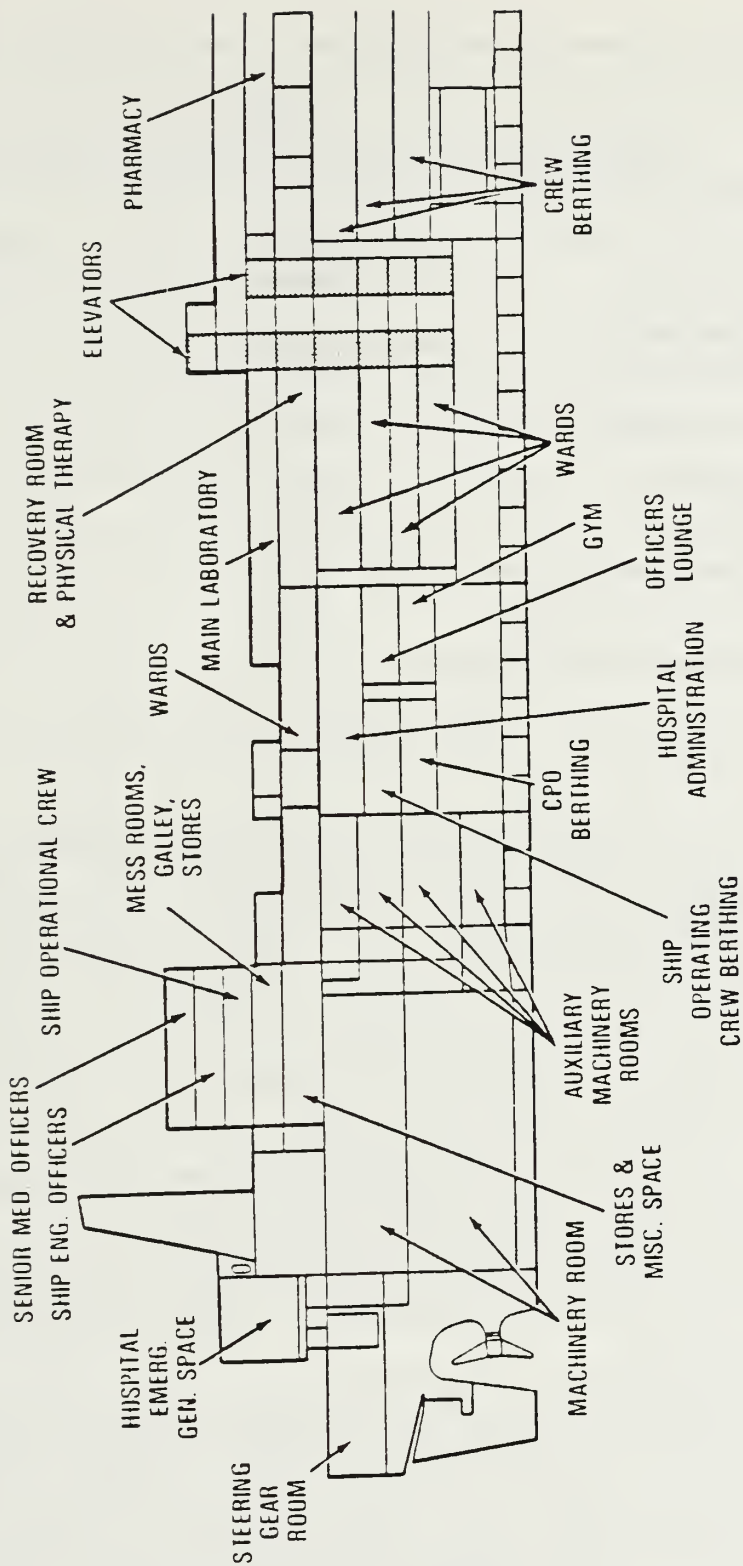 SENIOR MED. OFFICERS
SHIP ENG. OFFICERS
SHIP OPERATIONAL CREW
MESS ROOMS,
GALLEY,
STORES
WARDS
MAIN LABORATORY
RECOVERY ROOM
& PHYSICAL THERAPY
ELEVATORS
PHARMACY
HOSPITAL
EMERG.
GEN. SPACE
STEERING
GEAR
ROOM
MACHINERY ROOM
STORES &
MISC. SPACE
AUXILIARY
MACHINERY
ROOMS
SHIP
OPERATING
CREW BERTHING
CPO
BERTHING
HOSPITAL
ADMINISTRATION
OFFICERS
LOUNGE
GYM
WARDS
CREW
BERTHING